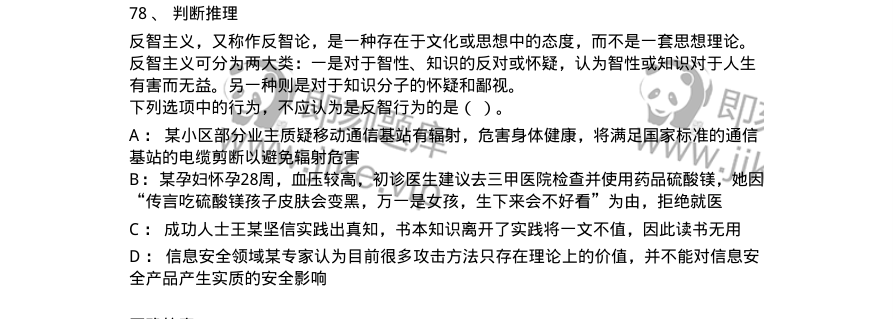 78 、 判断推理
反智主义，又称作反智论，是一种存在于文化或思想中的态度，而不是一套思想理论。
反智主义可分为两大类：一是对于智性、知识的反对或怀疑，认为智性或知识对于人生
有害而无益。另一种则是对于知识分子的怀疑和鄙视。
下列选项中的行为，不应认为是反智行为的是（ ）。
A ： 某小区部分业主质疑移动通信基站有辐射，危害身体健康，将满足国家标准的通信
基站的电缆剪断以避免辐射危害
B：某孕妇怀孕28周，血压较高，初诊医生建议去三甲医院检查并使用药品硫酸镁，她因
“传言吃硫酸镁孩子皮肤会变黑，万一是女孩，生下来会不好看”为由，拒绝就医
C ： 成功人士王某坚信实践出真知，书本知识离开了实践将一文不值，因此读书无用
D ： 信息安全领域某专家认为目前很多攻击方法只存在理论上的价值，并不能对信息安
全产品产生实质的安全影响
即刻题库
www.jike.vip
即刻
www.jik